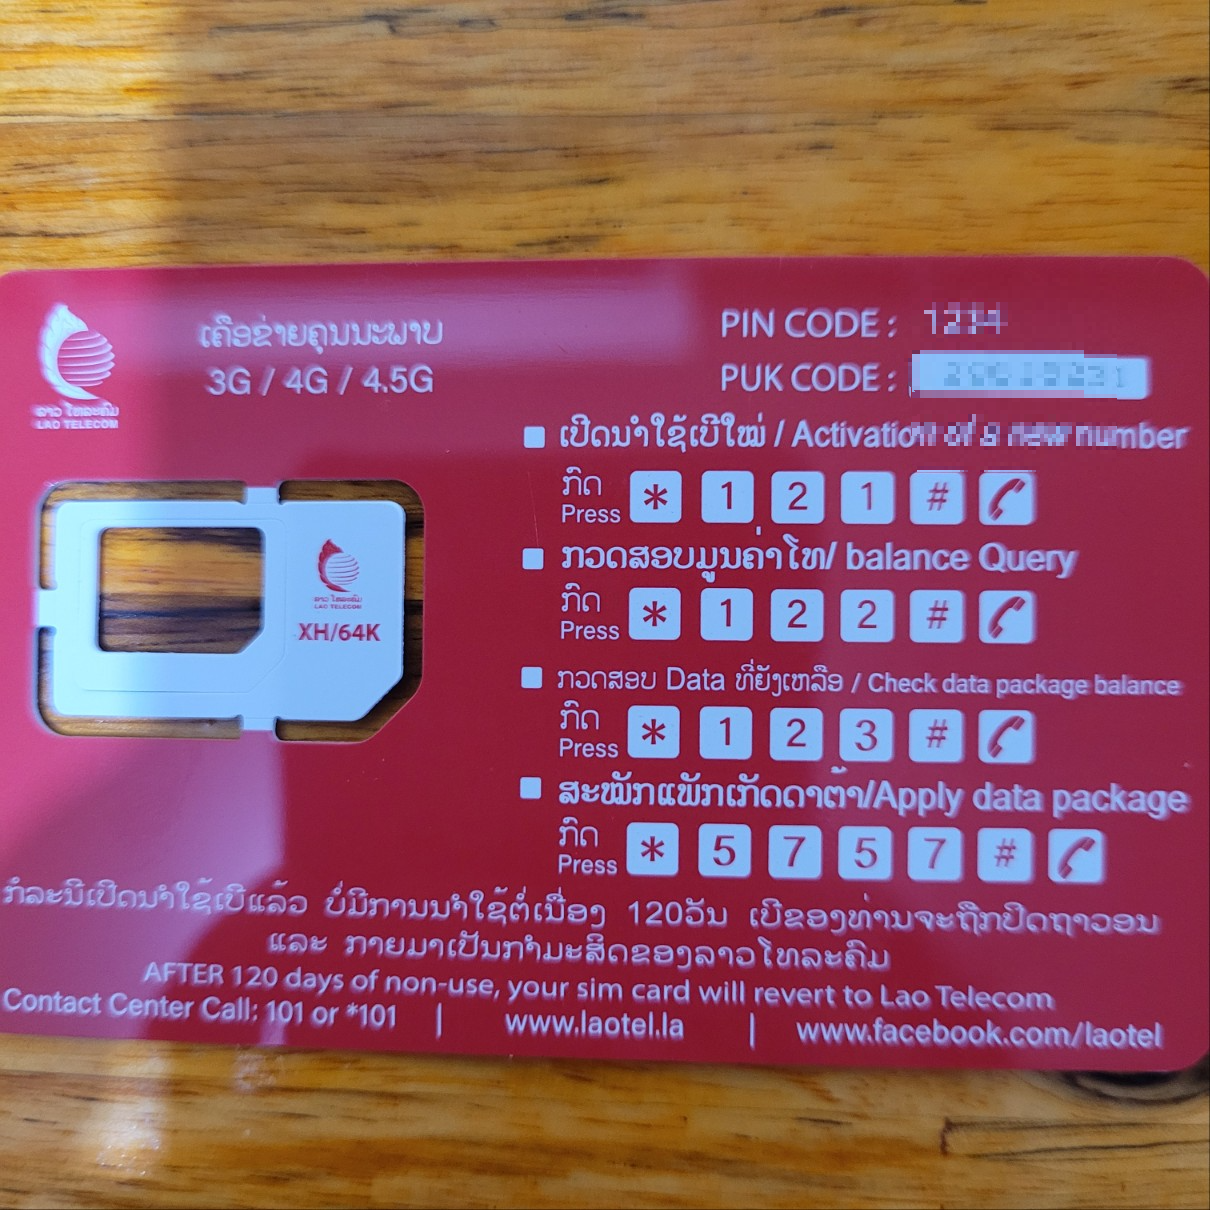 ລາວ ໂທລະຄົມ
LAO TELECOM
ເຄືອຂ່າຍຄຸນນະພາບ
3G / 4G / 4.5G
PIN CODE : 1234
PUK CODE :
ເປີດນຳໃຊ້ເບີໃໝ່ / Activation of a new number
ກົດ
Press * 1 2 1 #
ກວດສອບມູນຄ່າໂທ/ balance Query
ກົດ
Press * 1 2 2 #
ກວດສອບ Data ທີ່ຍັງເຫລືອ / Check data package balance
ກົດ
Press * 1 2 3 #
ສະໝັກແພັກເກັດດາຕ້າ/Apply data package
ກົດ
Press * 5 7 5 7 #
ລາວ ໂທລະຄົມ
LAO TELECOM
XH/64K
ກໍລະນີເປີດນຳໃຊ້ເບີແລ້ວ ບໍ່ມີການນຳໃຊ້ຕໍ່ເນື່ອງ 120ວັນ ເບີຂອງທ່ານຈະຖືກປິດຖາວອນ
ແລະ ກາຍມາເປັນກຳມະສິດຂອງລາວໂທລະຄົມ
AFTER 120 days of non-use, your sim card will revert to Lao Telecom
Contact Center Call: 101 or *101 | www.laotel.la | www.facebook.com/laotel